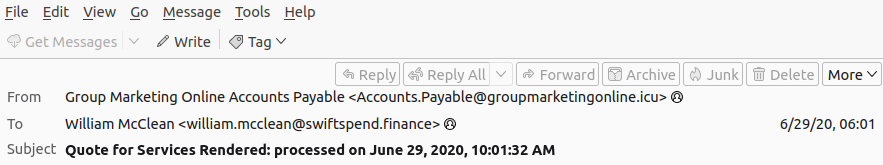 File Edit View Go Message Tools Help
Get Messages Write Tag
Reply Reply All Forward Archive Junk Delete More
From Group Marketing Online Accounts Payable <Accounts.Payable@groupmarketingonline.icu>
To William McClean <william.mcclean@swiftspend.finance> 6/29/20, 06:01
Subject Quote for Services Rendered: processed on June 29, 2020, 10:01:32 AM